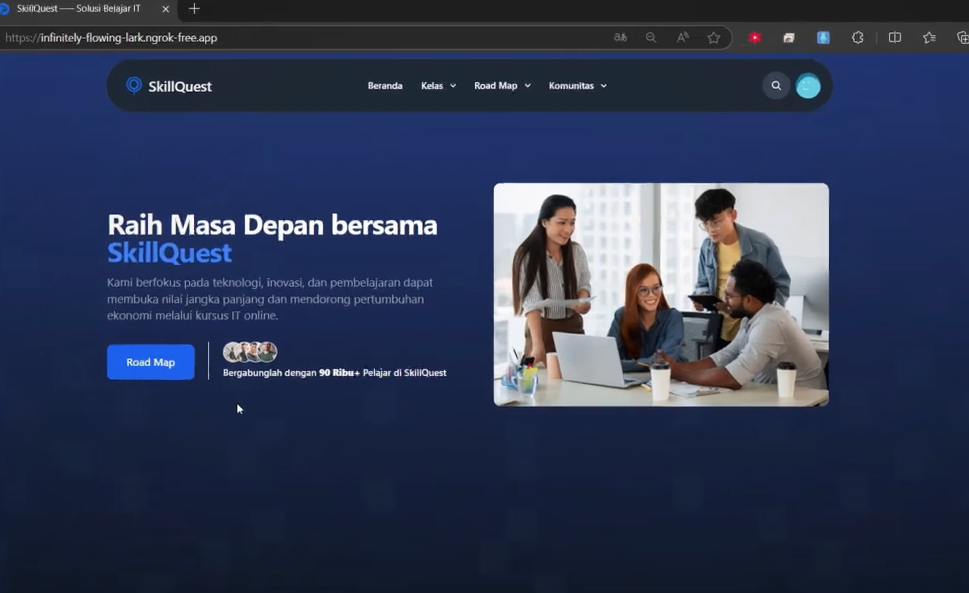 SkillQuest —— Solusi Belajar IT
https://infinitely-flowing-lark.ngrok-free.app
SkillQuest
Beranda
Kelas
Road Map
Komunitas
Raih Masa Depan bersama
SkillQuest
Kami berfokus pada teknologi, inovasi, dan pembelajaran dapat
membuka nilai jangka panjang dan mendorong pertumbuhan
ekonomi melalui kursus IT online.
Road Map
Bergabunglah dengan 90 Ribu+ Pelajar di SkillQuest